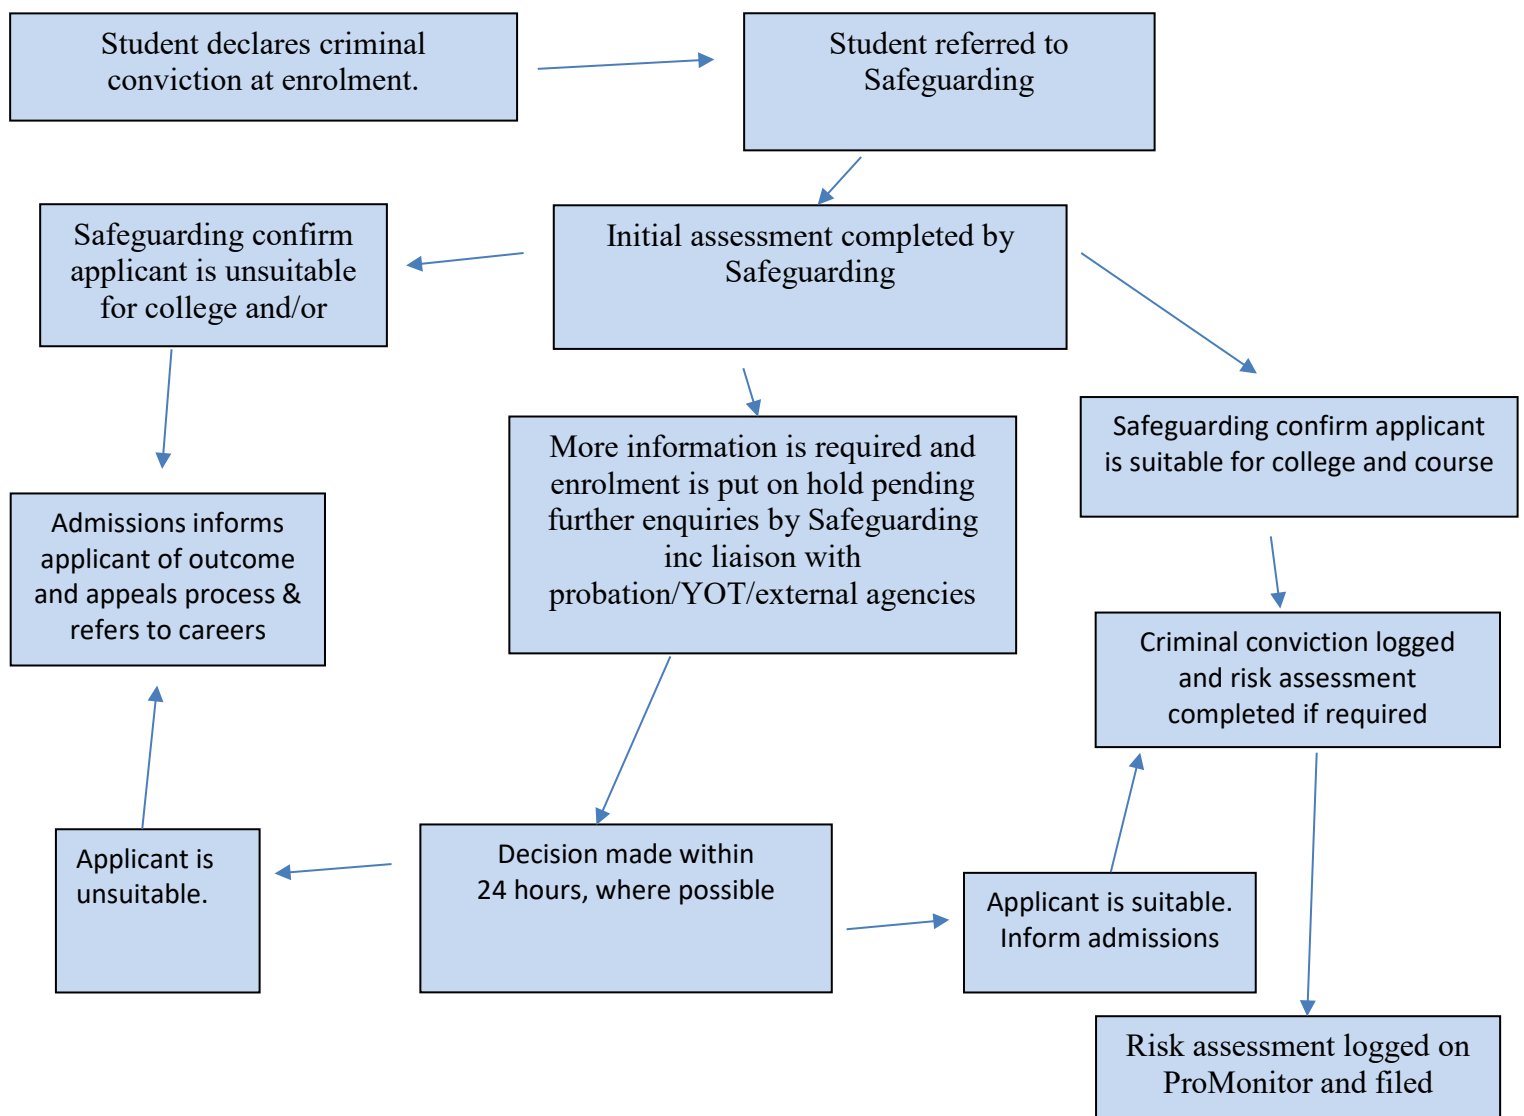 Student declares criminal
conviction at enrolment.
Student referred to
Safeguarding
Safeguarding confirm
applicant is unsuitable
for college and/or
Initial assessment completed by
Safeguarding
Safeguarding confirm applicant
is suitable for college and course
More information is required and
enrolment is put on hold pending
further enquiries by Safeguarding
inc liaison with
probation/YOT/external agencies
Admissions informs
applicant of outcome
and appeals process &
refers to careers
Criminal conviction logged
and risk assessment
completed if required
Applicant is
unsuitable.
Decision made within
24 hours, where possible
Applicant is suitable.
Inform admissions
Risk assessment logged on
ProMonitor and filed